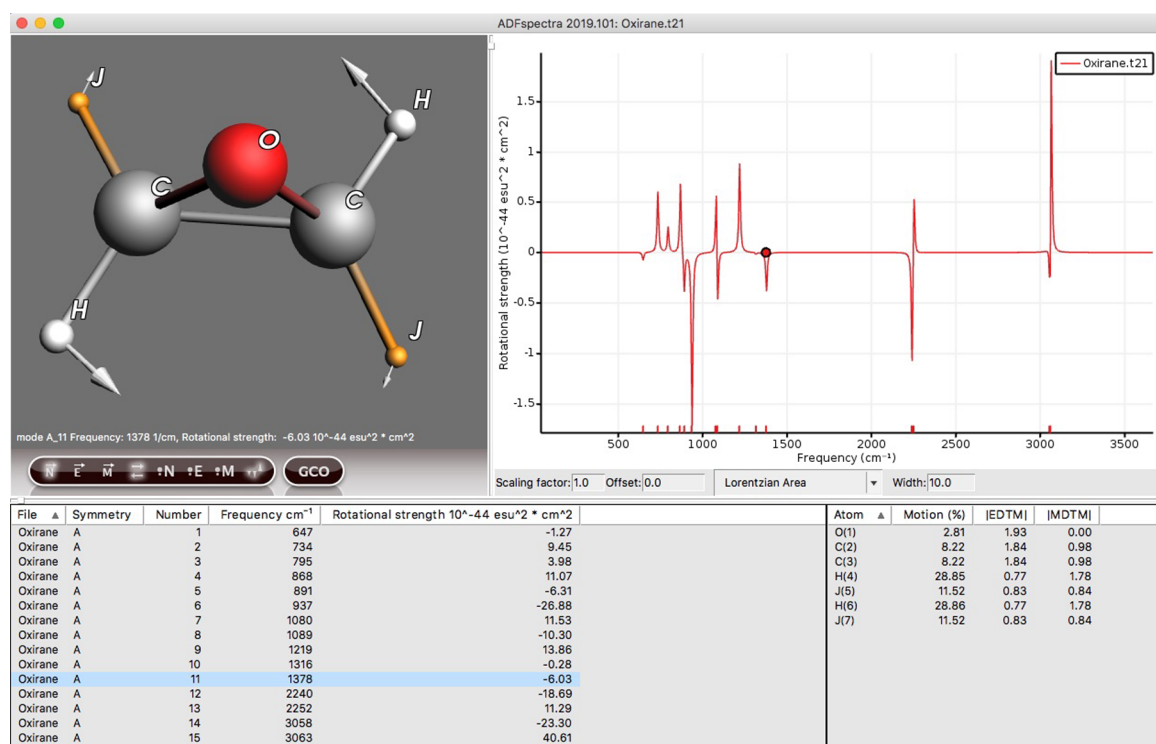 ADFspectra 2019.101: Oxirane.t21
J
H
O
C
C
H
J
mode A_11 Frequency: 1378 1/cm, Rotational strength: -6.03 10^-44 esu^2 * cm^2
N E M •N •E •M GCO
Oxirane.t21
Rotational strength (10^-44 esu^2 * cm^2)
1.5
1
0.5
0
-0.5
-1
-1.5
500 1000 1500 2000 2500 3000 3500
Frequency (cm⁻¹)
Scaling factor: 1.0 Offset: 0.0 Lorentzian Area Width: 10.0
File Symmetry Number Frequency cm⁻¹ Rotational strength 10^-44 esu^2 * cm^2
Oxirane A 1 647 -1.27
Oxirane A 2 734 9.45
Oxirane A 3 795 3.98
Oxirane A 4 868 11.07
Oxirane A 5 891 -6.31
Oxirane A 6 937 -26.88
Oxirane A 7 1080 11.53
Oxirane A 8 1089 -10.30
Oxirane A 9 1219 13.86
Oxirane A 10 1316 -0.28
Oxirane A 11 1378 -6.03
Oxirane A 12 2240 -18.69
Oxirane A 13 2252 11.29
Oxirane A 14 3058 -23.30
Oxirane A 15 3063 40.61
Atom Motion (%) |EDTM| |MDTM|
O(1) 2.81 1.93 0.00
C(2) 8.22 1.84 0.98
C(3) 8.22 1.84 0.98
H(4) 28.85 0.77 1.78
J(5) 11.52 0.83 0.84
H(6) 28.86 0.77 1.78
J(7) 11.52 0.83 0.84